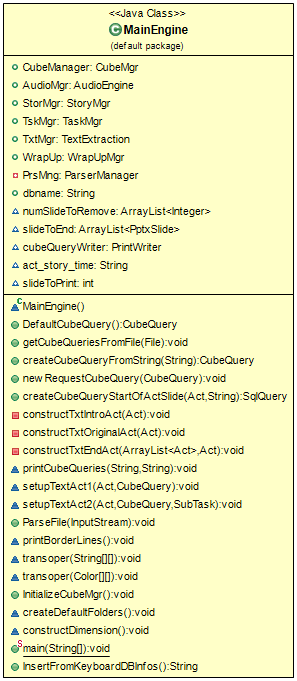 <<Java Class>>
MainEngine
(default package)
CubeManager: CubeMgr
AudioMgr: AudioEngine
StorMgr: StoryMgr
TskMgr: TaskMgr
TxtMgr: TextExtraction
WrapUp: WrapUpMgr
PrsMng: ParserManager
dbname: String
numSlideToRemove: ArrayList<Integer>
slideToEnd: ArrayList<PptxSlide>
cubeQueryWriter: PrintWriter
act_story_time: String
slideToPrint: int
MainEngine()
DefaultCubeQuery():CubeQuery
getCubeQueriesFromFile(File):void
createCubeQueryFromString(String):CubeQuery
newRequestCubeQuery(CubeQuery):void
createCubeQueryStartOfActSlide(Act,String):SqlQuery
constructTxtIntroAct(Act):void
constructTxtOriginalAct(Act):void
constructTxtEndAct(ArrayList<Act>,Act):void
printCubeQueries(String,String):void
setupTextAct1(Act,CubeQuery):void
setupTextAct2(Act,CubeQuery,SubTask):void
ParseFile(InputStream):void
printBorderLines():void
transoper(String[][]):void
transoper(Color[][]):void
InitializeCubeMgr():void
createDefaultFolders():void
constructDimension():void
main(String[]):void
InsertFromKeyboardDBInfos():String